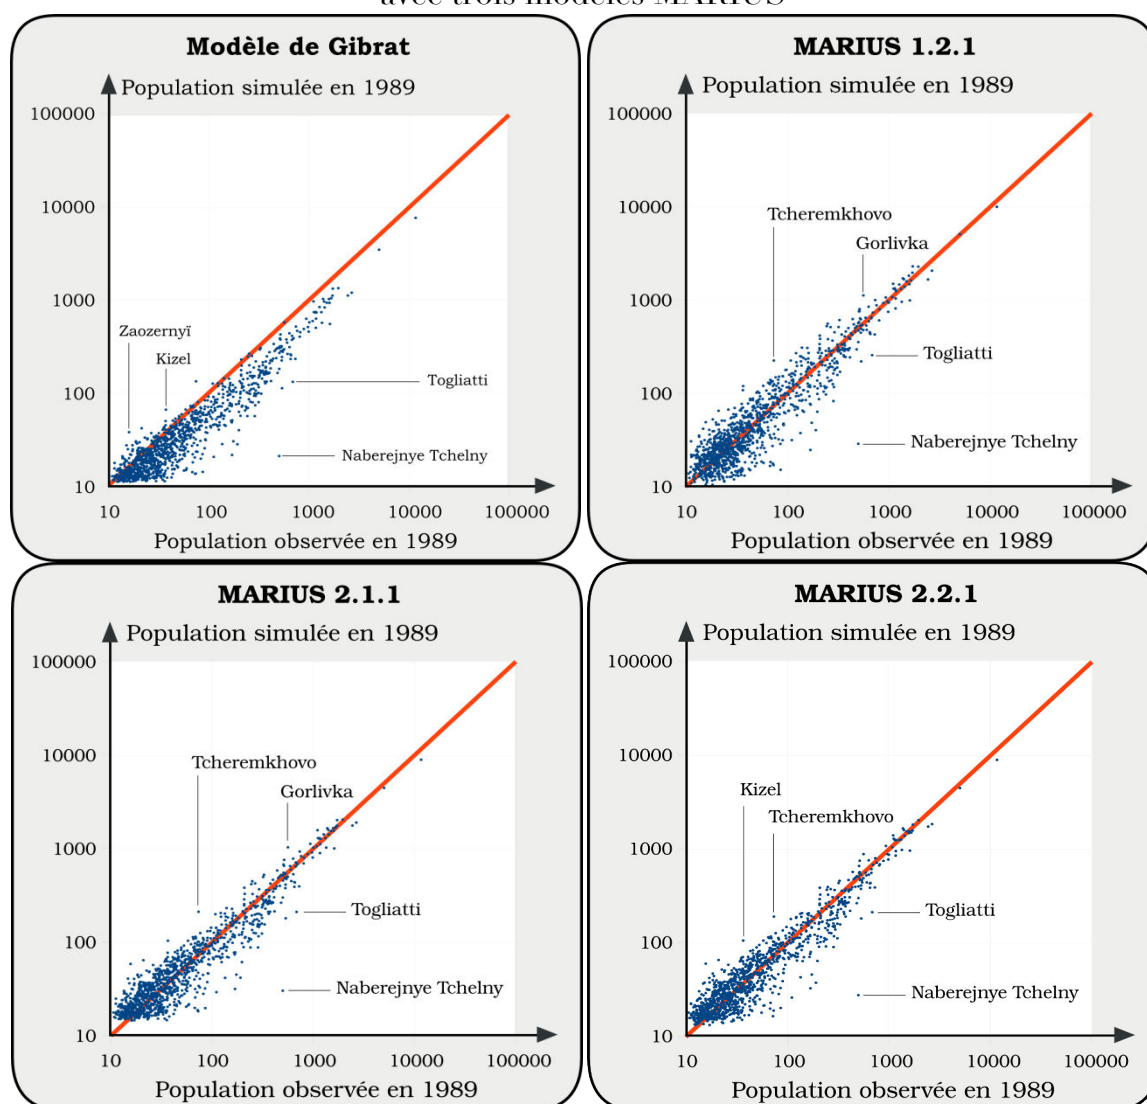 avec trois modèles MARIUS
Modèle de Gibrat
Population simulée en 1989
100000
10000
1000
100
10
Zaozernyï
Kizel
Togliatti
Naberejnye Tchelny
10 100 1000 10000 100000
Population observée en 1989
MARIUS 1.2.1
Population simulée en 1989
100000
10000
1000
100
10
Tcheremkhovo
Gorlivka
Togliatti
Naberejnye Tchelny
10 100 1000 10000 100000
Population observée en 1989
MARIUS 2.1.1
Population simulée en 1989
100000
10000
1000
100
10
Tcheremkhovo
Gorlivka
Togliatti
Naberejnye Tchelny
10 100 1000 10000 100000
Population observée en 1989
MARIUS 2.2.1
Population simulée en 1989
100000
10000
1000
100
10
Kizel
Tcheremkhovo
Togliatti
Naberejnye Tchelny
10 100 1000 10000 100000
Population observée en 1989